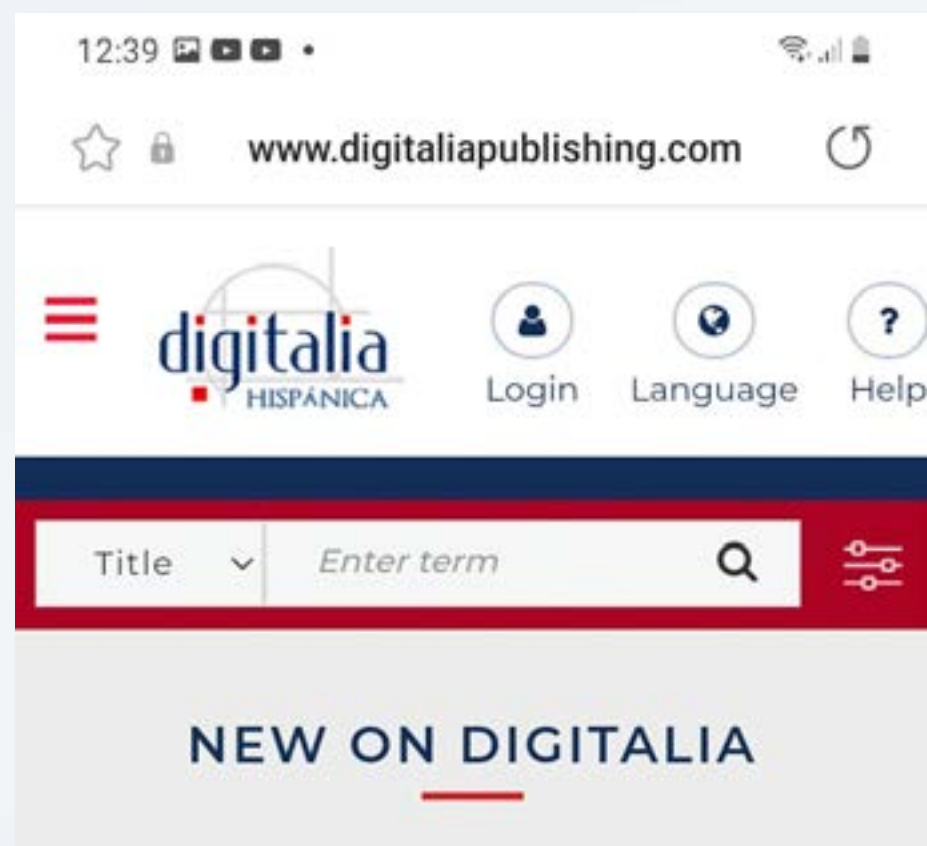 12:39
www.digitaliapublishing.com
digitalia
HISPÁNICA
Login Language Help
Title Enter term
NEW ON DIGITALIA